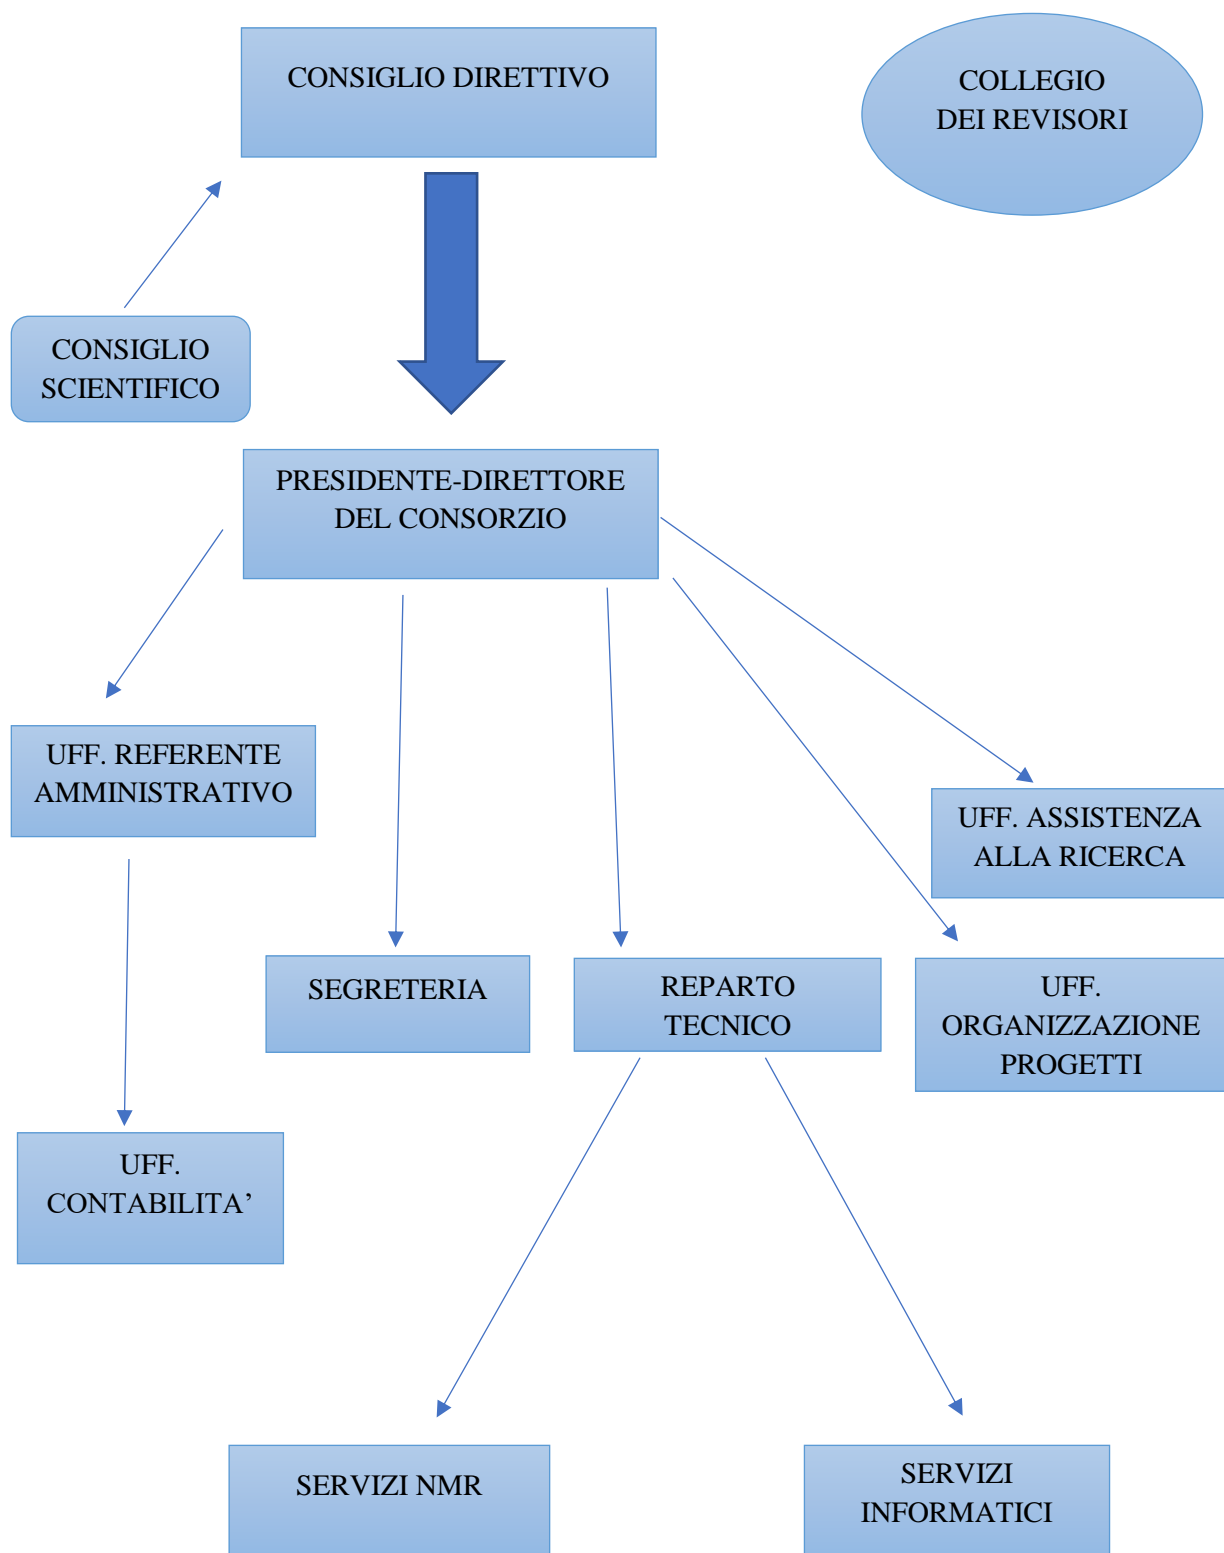 CONSIGLIO DIRETTIVO
COLLEGIO
DEI REVISORI
CONSIGLIO
SCIENTIFICO
PRESIDENTE-DIRETTORE
DEL CONSORZIO
UFF. REFERENTE
AMMINISTRATIVO
UFF. ASSISTENZA
ALLA RICERCA
SEGRETERIA
REPARTO
TECNICO
UFF.
ORGANIZZAZIONE
PROGETTI
UFF.
CONTABILITA’
SERVIZI NMR
SERVIZI
INFORMATICI